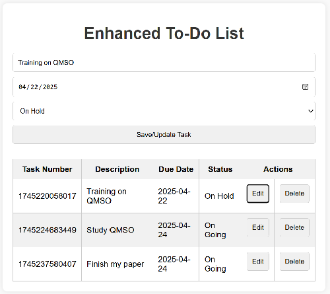 Enhanced To-Do List
Training on QMSO
04/22/2025
On Hold
Save/Update Task
Task Number Description Due Date Status Actions
1745220058017 Training on QMSO 2025-04-22 On Hold Edit Delete
1745224683449 Study QMSO 2025-04-24 On Going Edit Delete
1745237580407 Finish my paper 2025-04-24 On Going Edit Delete